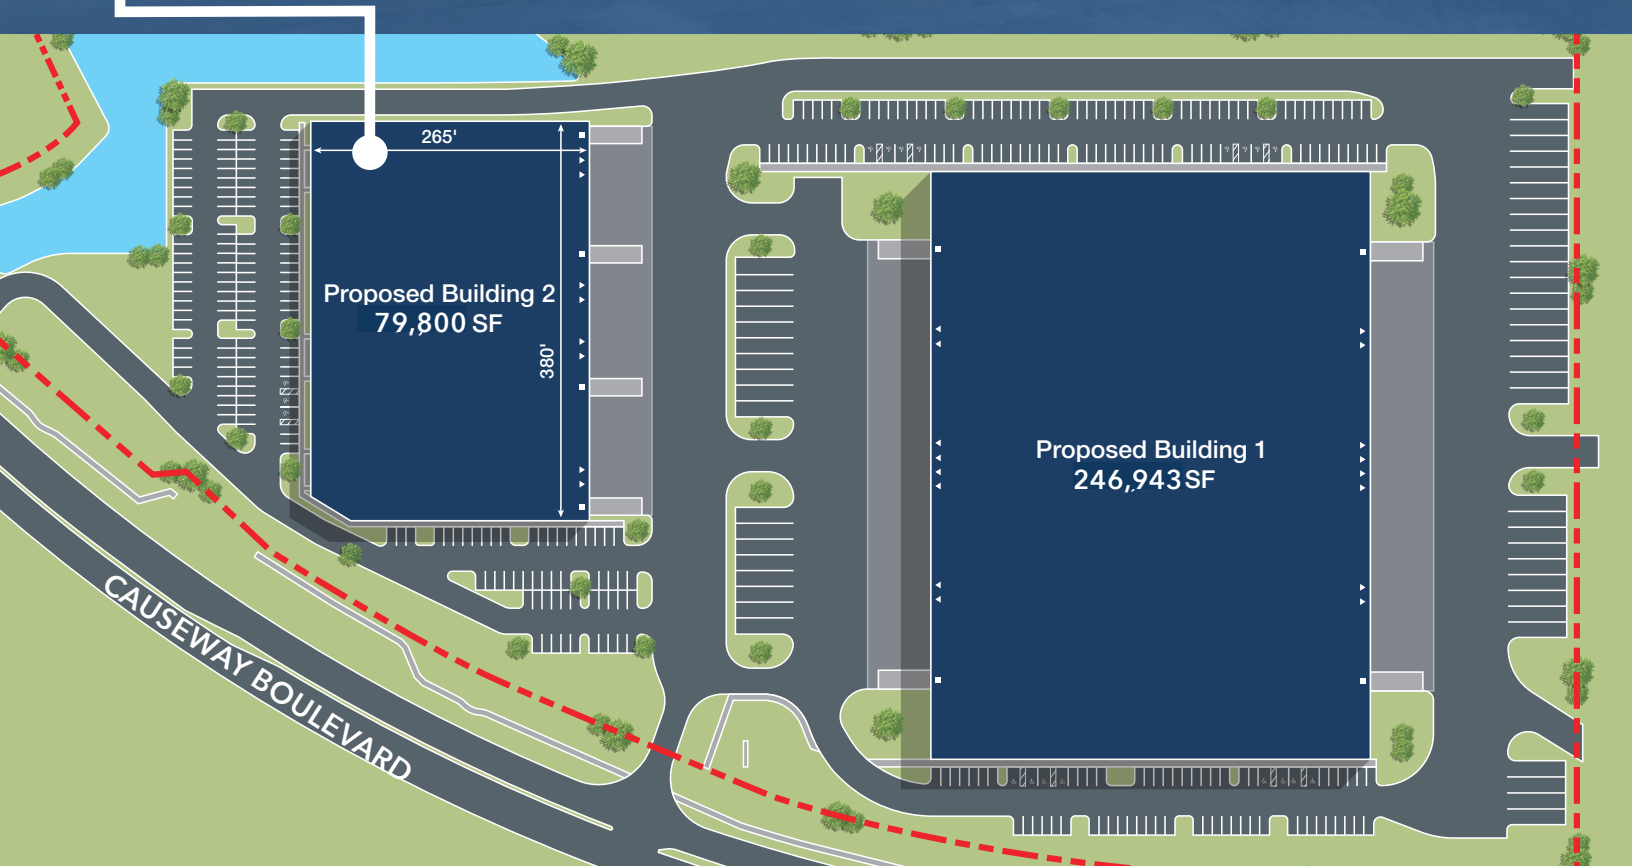 265'
Proposed Building 2
79,800 SF
380'
Proposed Building 1
246,943 SF
CAUSEWAY BOULEVARD